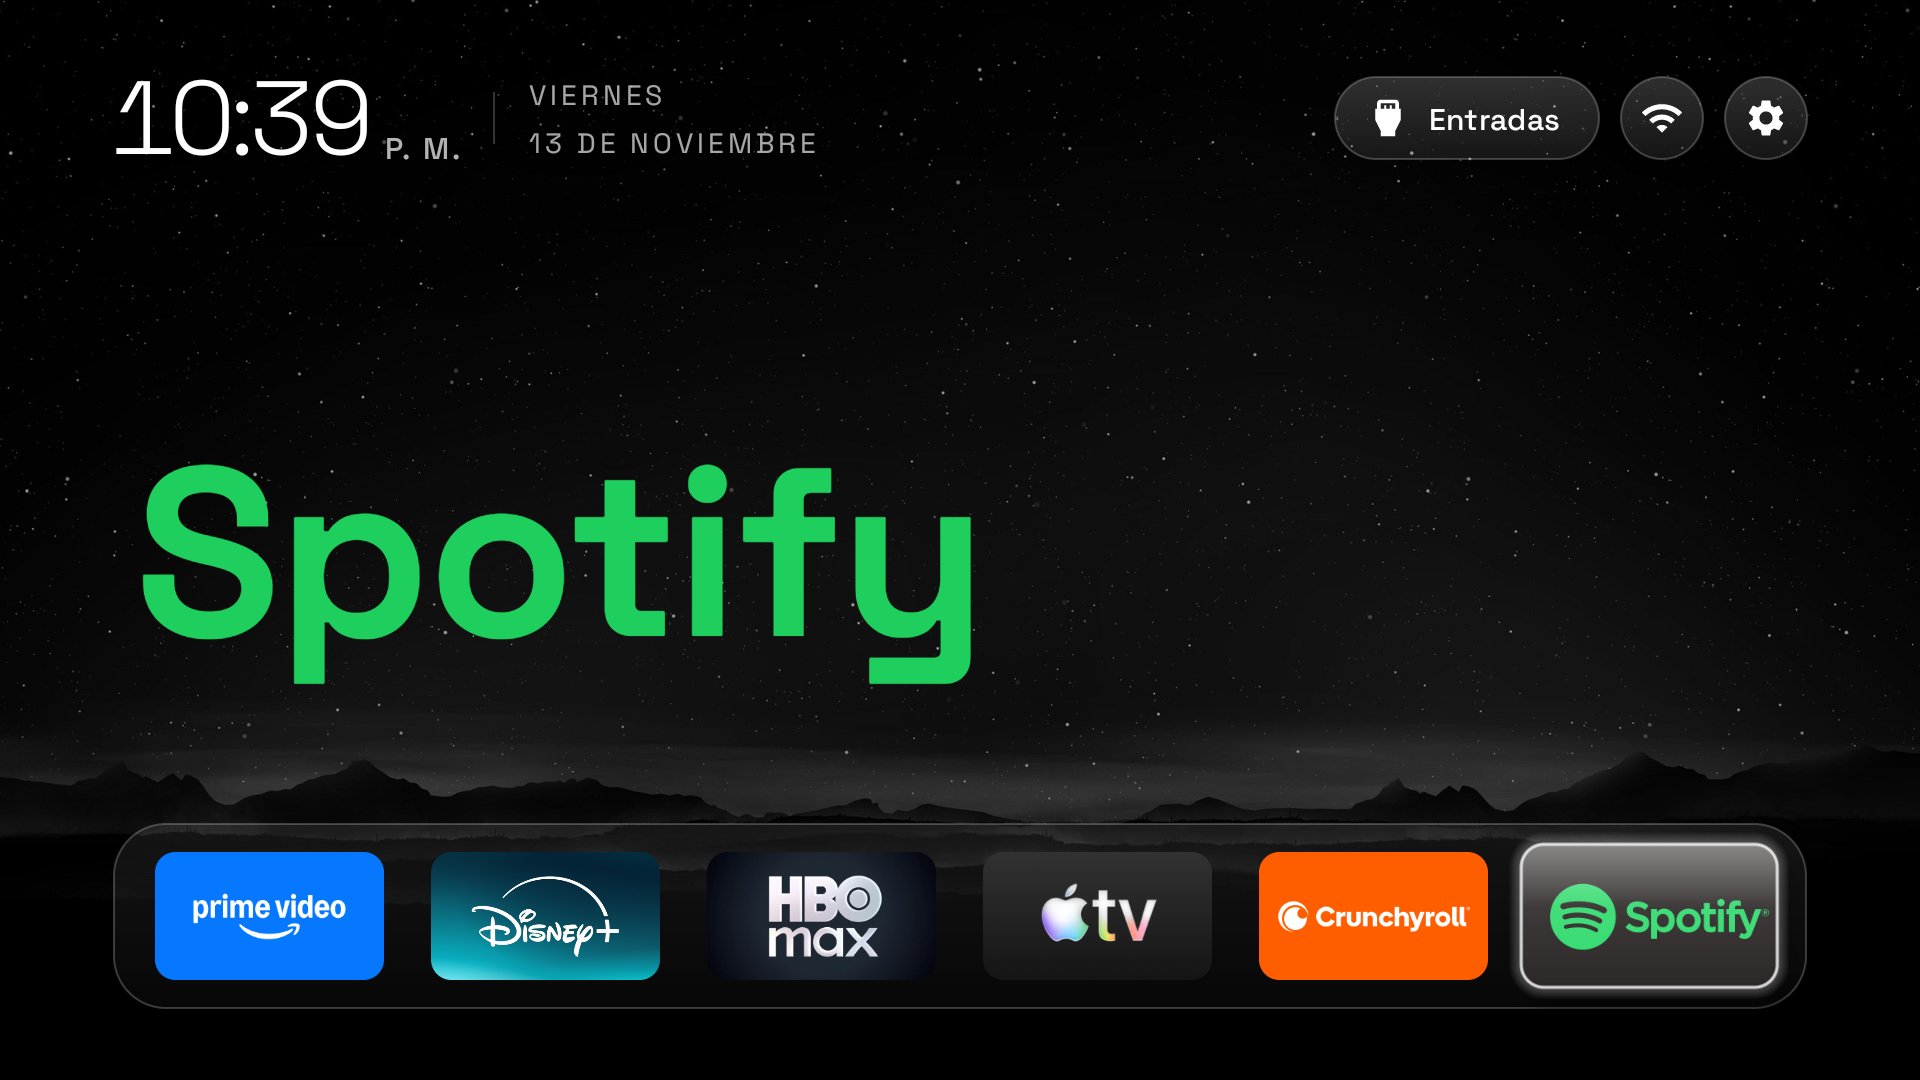 10:39 P. M.
VIERNES
13 DE NOVIEMBRE
Entradas
Spotify
prime video
Disney+
HBO
max
tv
Crunchyroll
Spotify®